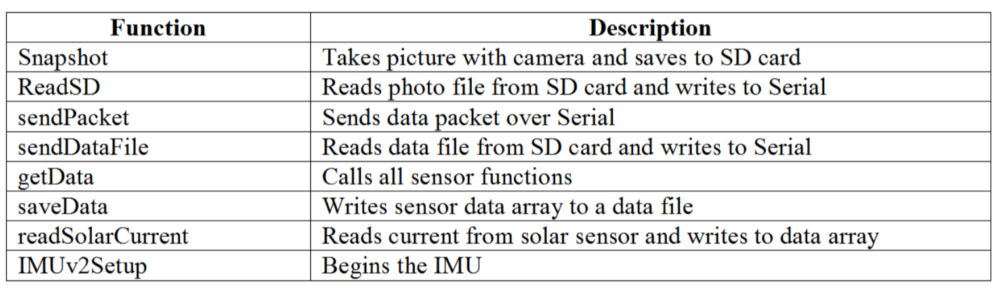 Function Description
Snapshot Takes picture with camera and saves to SD card
ReadSD Reads photo file from SD card and writes to Serial
sendPacket Sends data packet over Serial
sendDataFile Reads data file from SD card and writes to Serial
getData Calls all sensor functions
saveData Writes sensor data array to a data file
readSolarCurrent Reads current from solar sensor and writes to data array
IMUv2Setup Begins the IMU